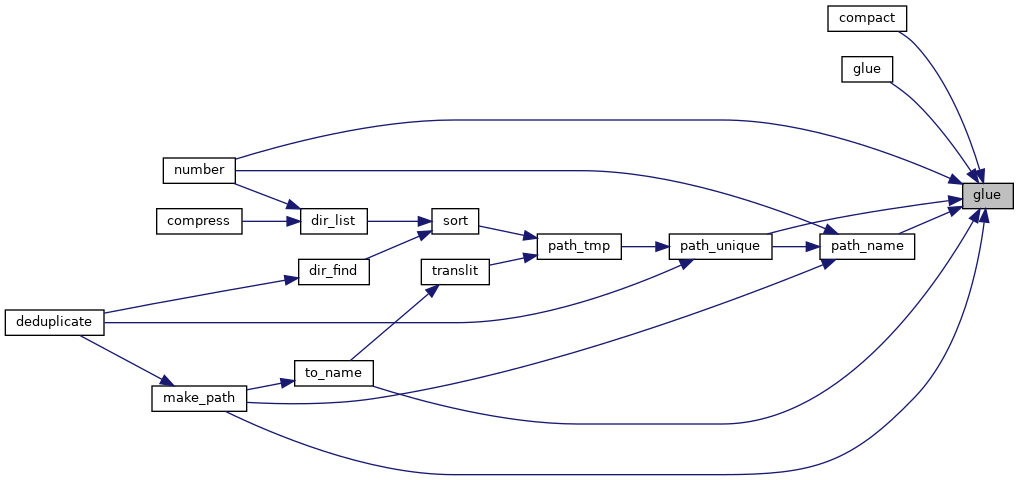 compact
glue
number
glue
compress
dir_list
sort
path_tmp
path_unique
path_name
dir_find
translit
deduplicate
to_name
make_path